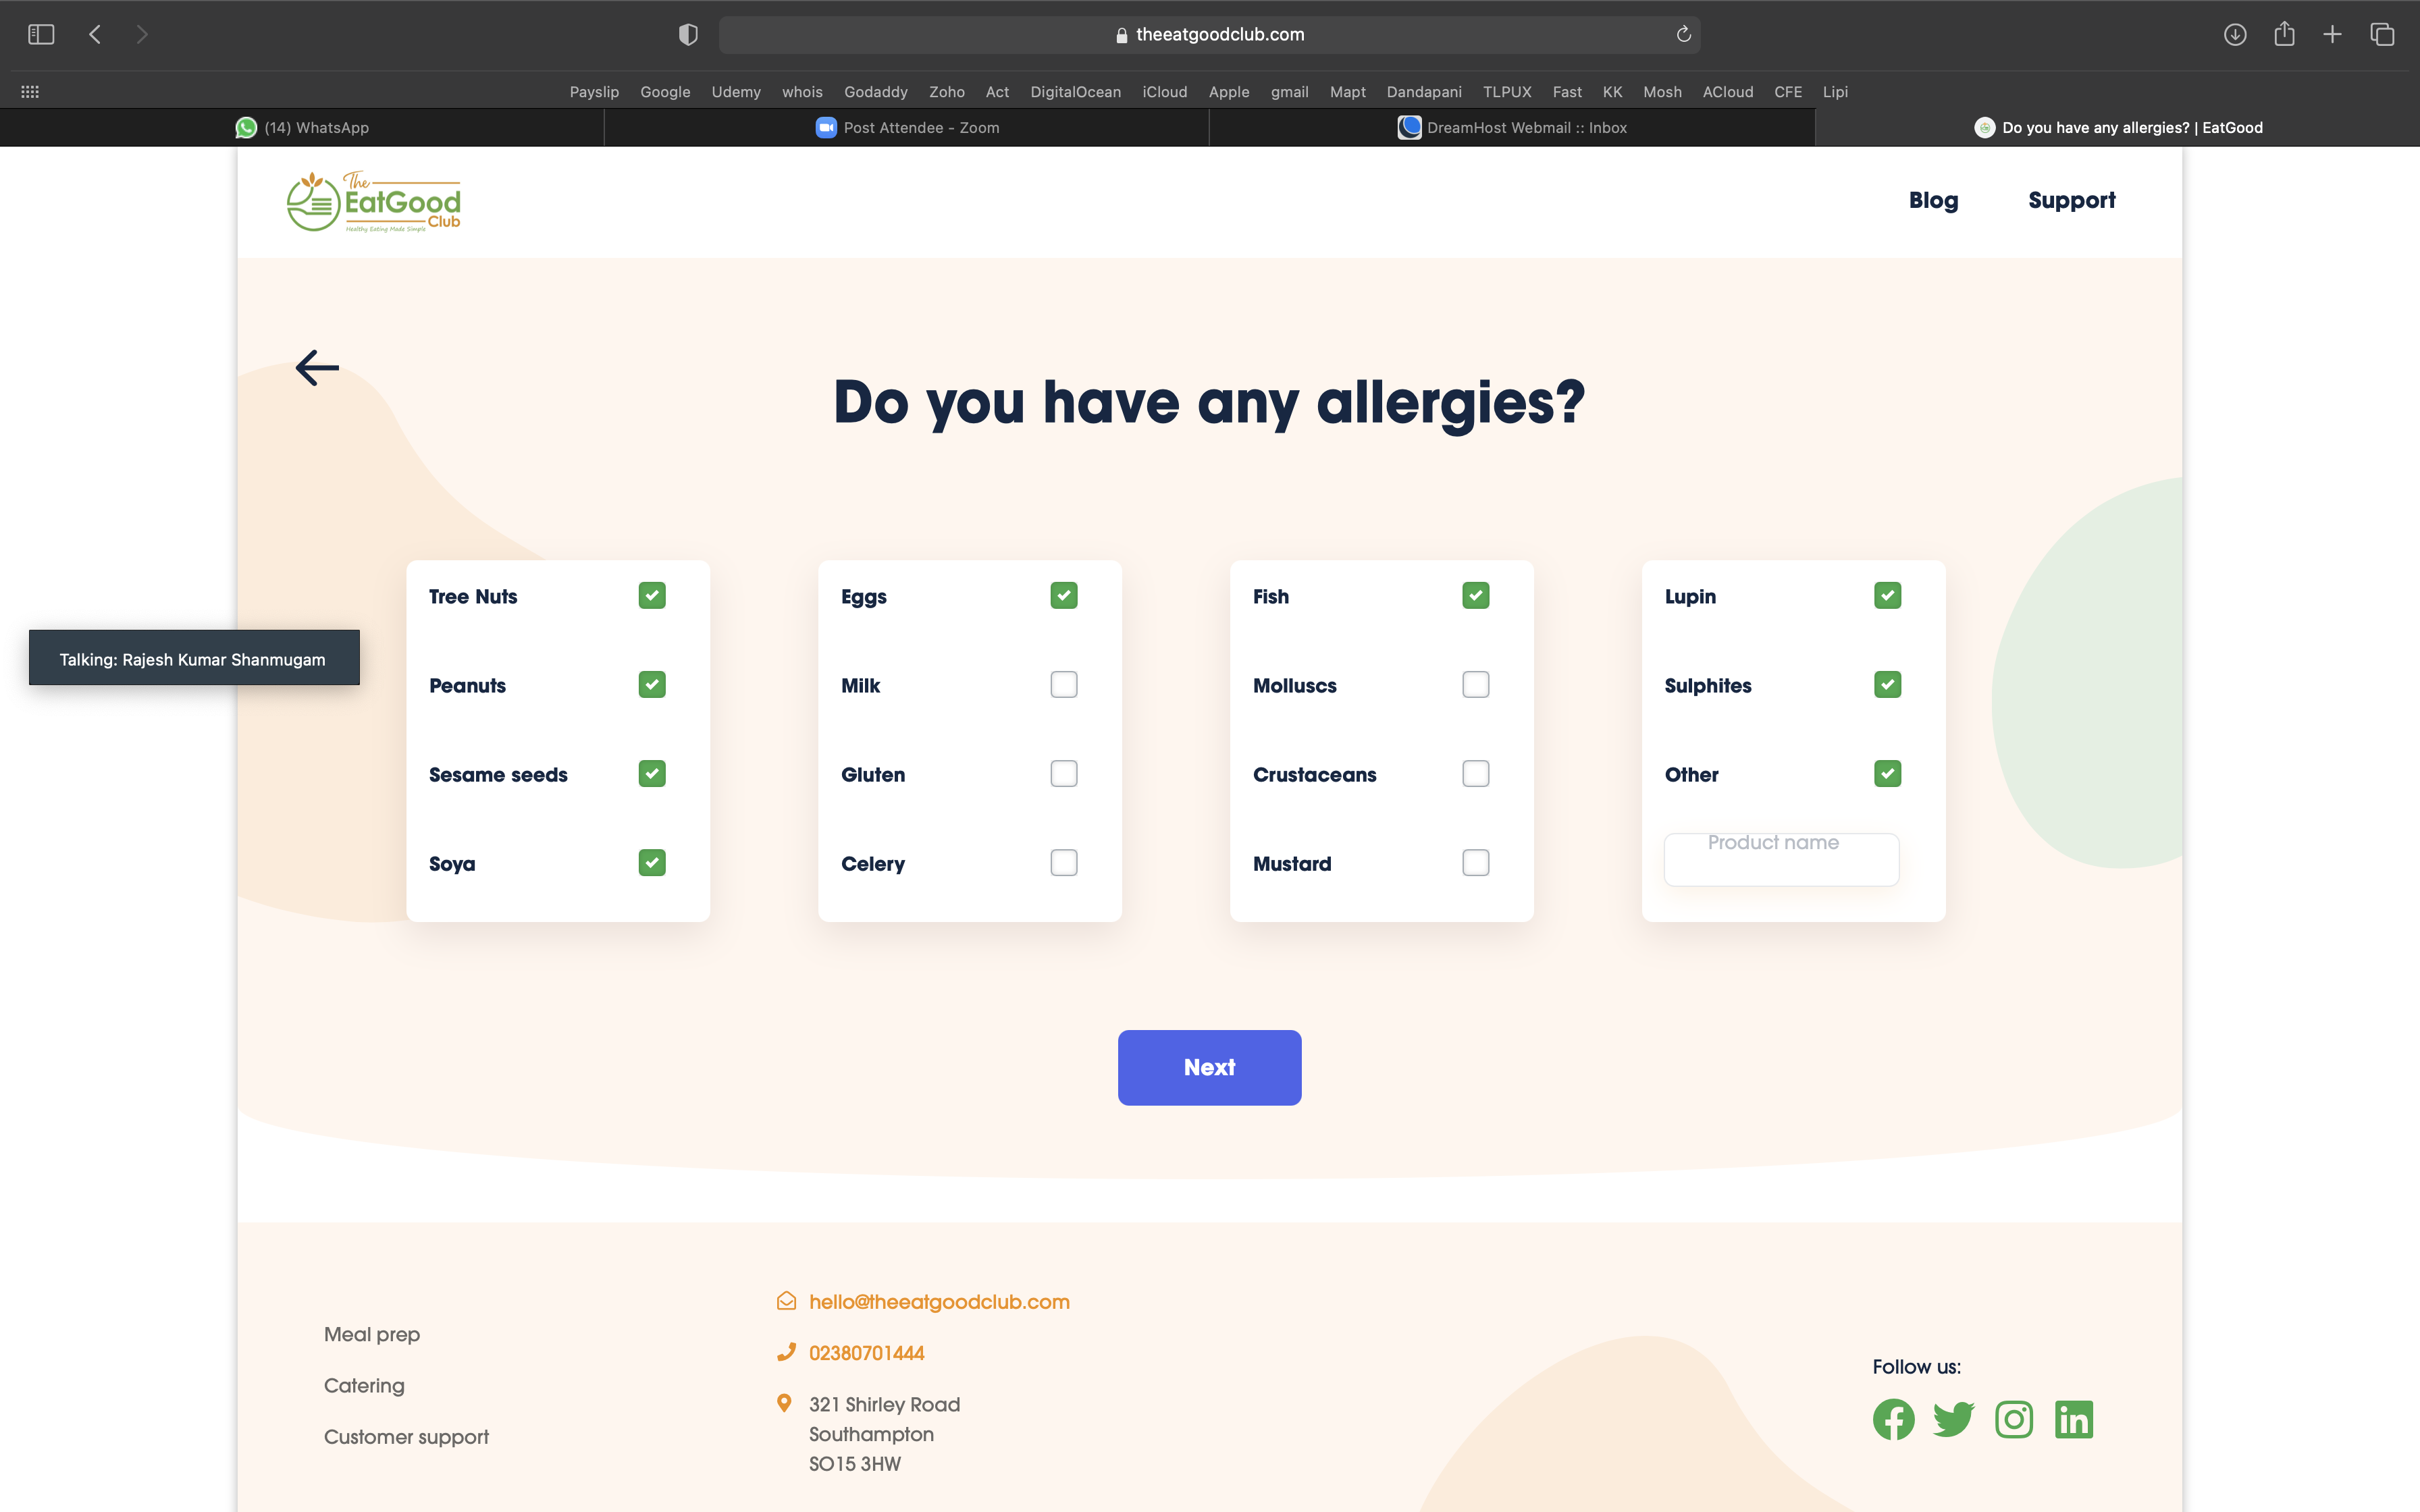 theeatgoodclub.com
Payslip Google Udemy whois Godaddy Zoho Act DigitalOcean iCloud Apple gmail Mapt Dandapani TLPUX Fast KK Mosh ACloud CFE Lipi
(14) WhatsApp
Post Attendee - Zoom
DreamHost Webmail :: Inbox
Do you have any allergies? | EatGood
The
EatGood
Club
Healthy Eating Made Simple
Blog
Support
Do you have any allergies?
Talking: Rajesh Kumar Shanmugam
Tree Nuts
Peanuts
Sesame seeds
Soya
Eggs
Milk
Gluten
Celery
Fish
Molluscs
Crustaceans
Mustard
Lupin
Sulphites
Other
Product name
Next
Meal prep
Catering
Customer support
hello@theeatgoodclub.com
02380701444
321 Shirley Road
Southampton
SO15 3HW
Follow us: